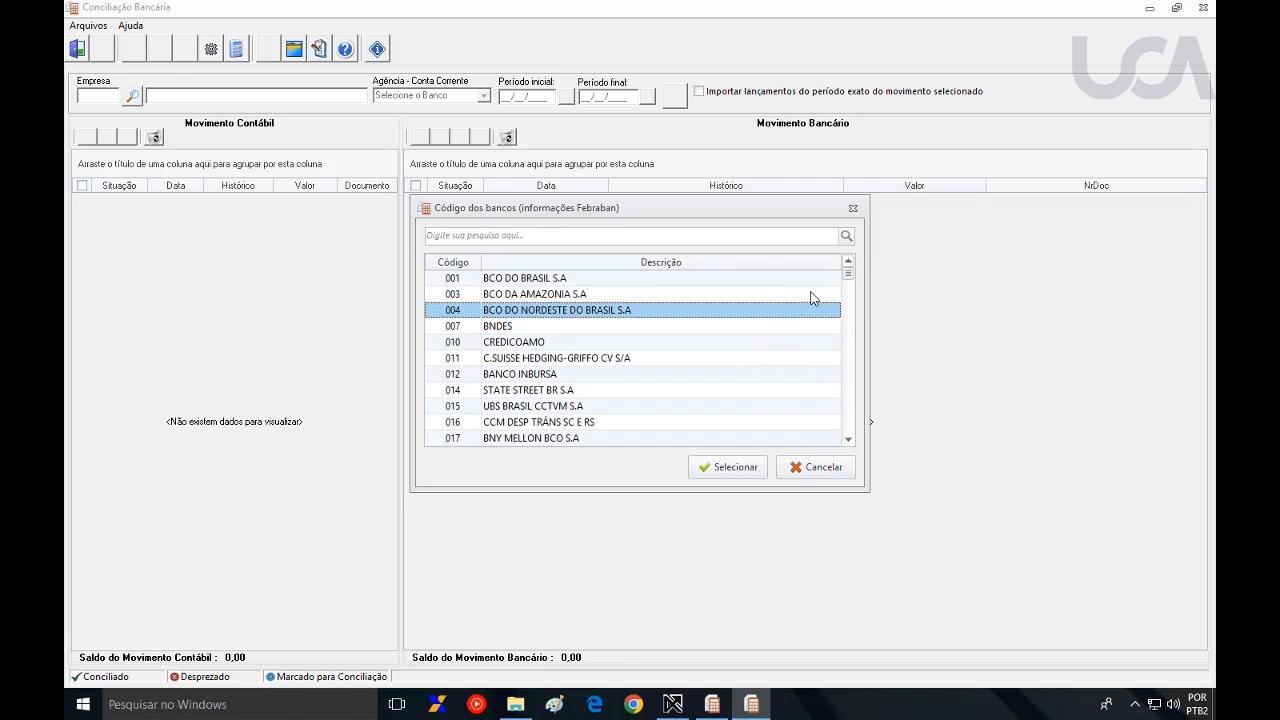 Conciliação Bancária
Arquivos Ajuda
UCA
Empresa
Agência - Conta Corrente
Período inicial:
Período final:
Selecione o Banco
__/__/____
__/__/____
Importar lançamentos do período exato do movimento selecionado
Movimento Contábil
Movimento Bancário
Arraste o título de uma coluna aqui para agrupar por esta coluna
Arraste o título de uma coluna aqui para agrupar por esta coluna
Situação Data Histórico Valor Documento
Situação Data Histórico Valor NrDoc
Código dos bancos (informações Febraban)
Digite sua pesquisa aqui...
Código Descrição
001 BCO DO BRASIL S.A
003 BCO DA AMAZONIA S.A
004 BCO DO NORDESTE DO BRASIL S.A
007 BNDES
010 CREDICOAMO
011 C.SUISSE HEDGING-GRIFFO CV S/A
012 BANCO INBURSA
014 STATE STREET BR S.A
015 UBS BRASIL CCTVM S.A
016 CCM DESP TRÂNS SC E RS
017 BNY MELLON BCO S.A
<Não existem dados para visualizar>
>
Selecionar Cancelar
Saldo do Movimento Contábil : 0,00
Saldo do Movimento Bancário : 0,00
Conciliado Desprezado Marcado para Conciliação
Pesquisar no Windows
POR
PTB2